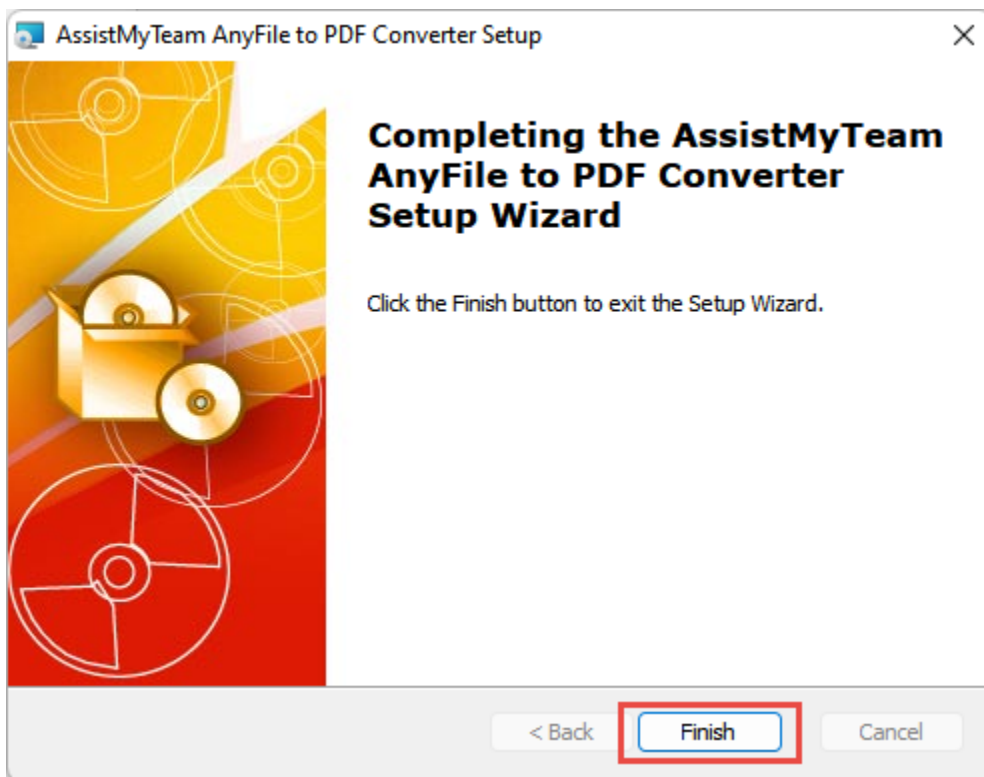 AssistMyTeam AnyFile to PDF Converter Setup
Completing the AssistMyTeam
AnyFile to PDF Converter
Setup Wizard
Click the Finish button to exit the Setup Wizard.
< Back
Finish
Cancel